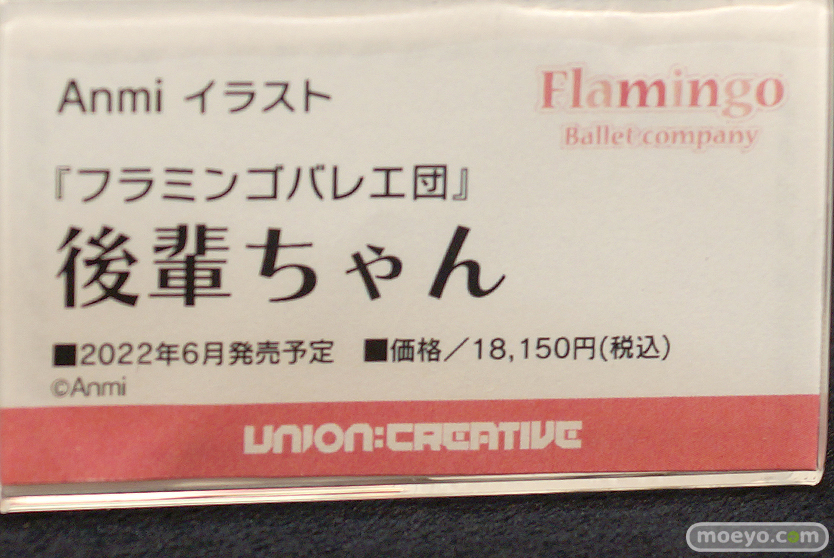 Anmi イラスト
Flamingo
Ballet company
『フラミンゴバレエ団』
後輩ちゃん
■2022年6月発売予定 ■価格／18,150円(税込)
©Anmi
UNION:CREATIVE
moeyo.com